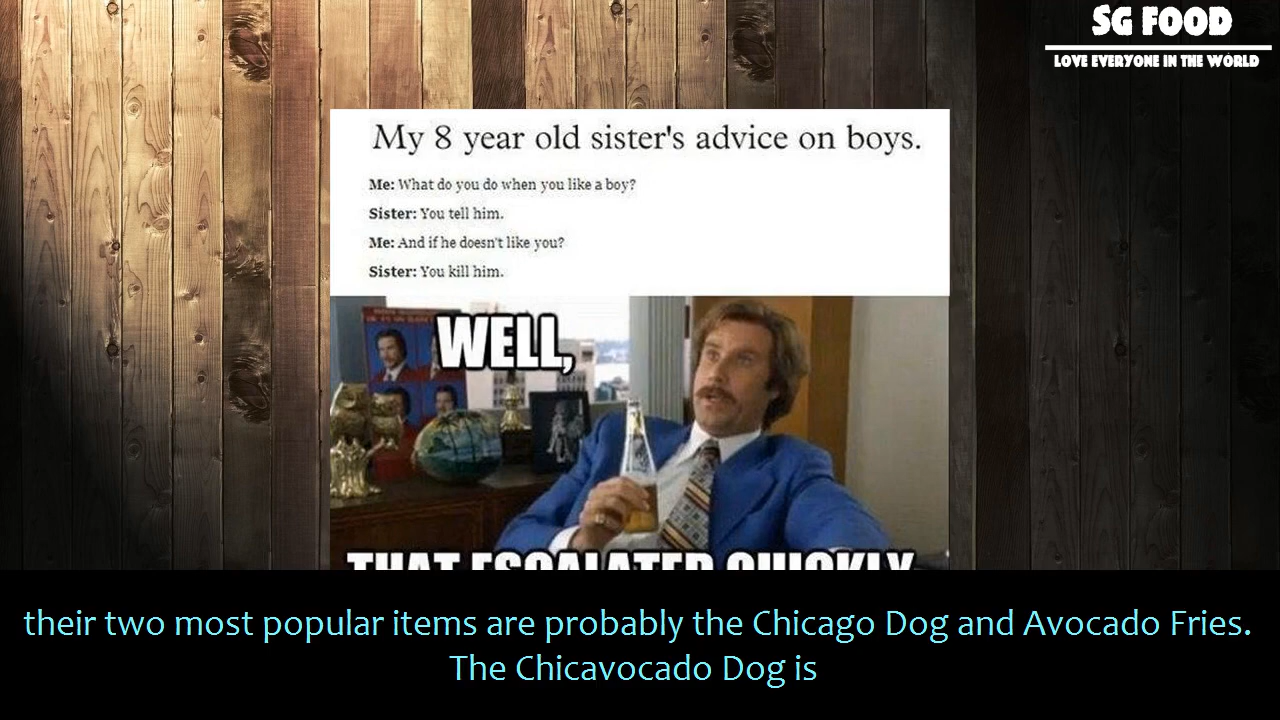 SG FOOD
LOVE EVERYONE IN THE WORLD
My 8 year old sister's advice on boys.
Me: What do you do when you like a boy?
Sister: You tell him.
Me: And if he doesn't like you?
Sister: You kill him.
WELL,
THAT ESCALATED QUICKLY
their two most popular items are probably the Chicago Dog and Avocado Fries.
The Chicavocado Dog is